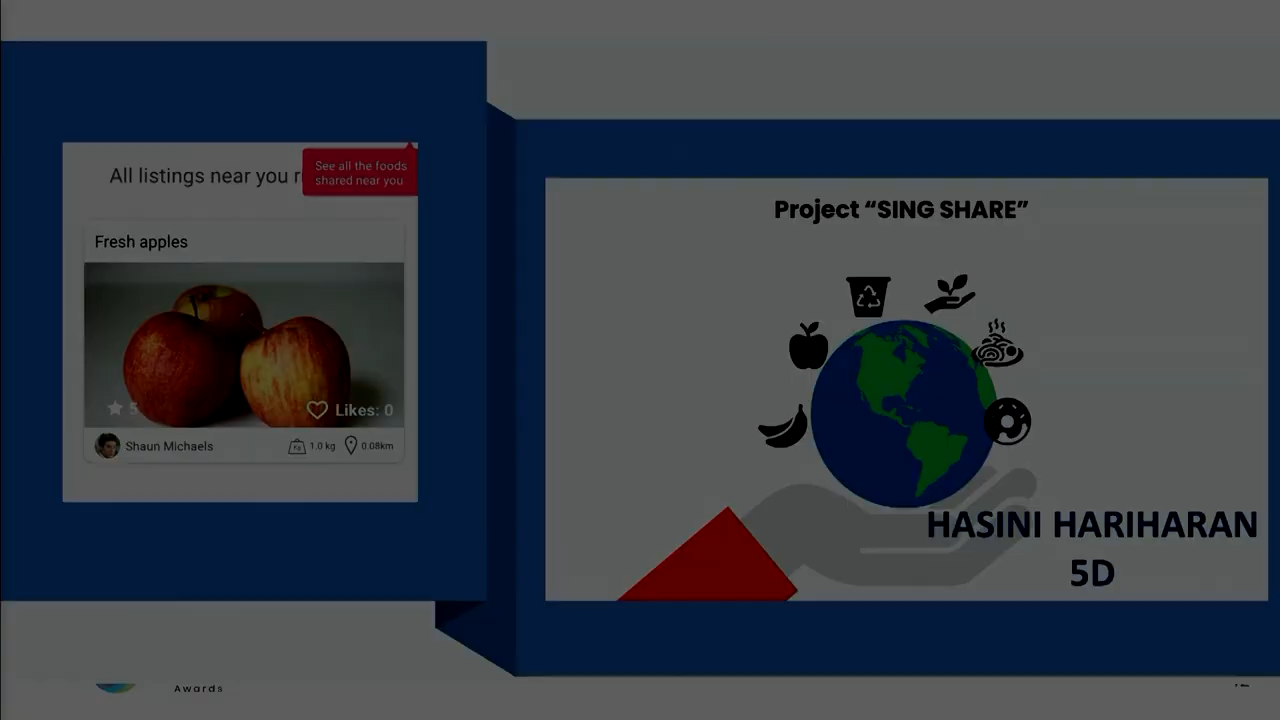 All listings near you r
See all the foods
shared near you
Fresh apples
5
Likes: 0
Shaun Michaels
Kg
1.0 kg
0.08km
Project “SING SHARE”
HASINI HARIHARAN
5D
Awards